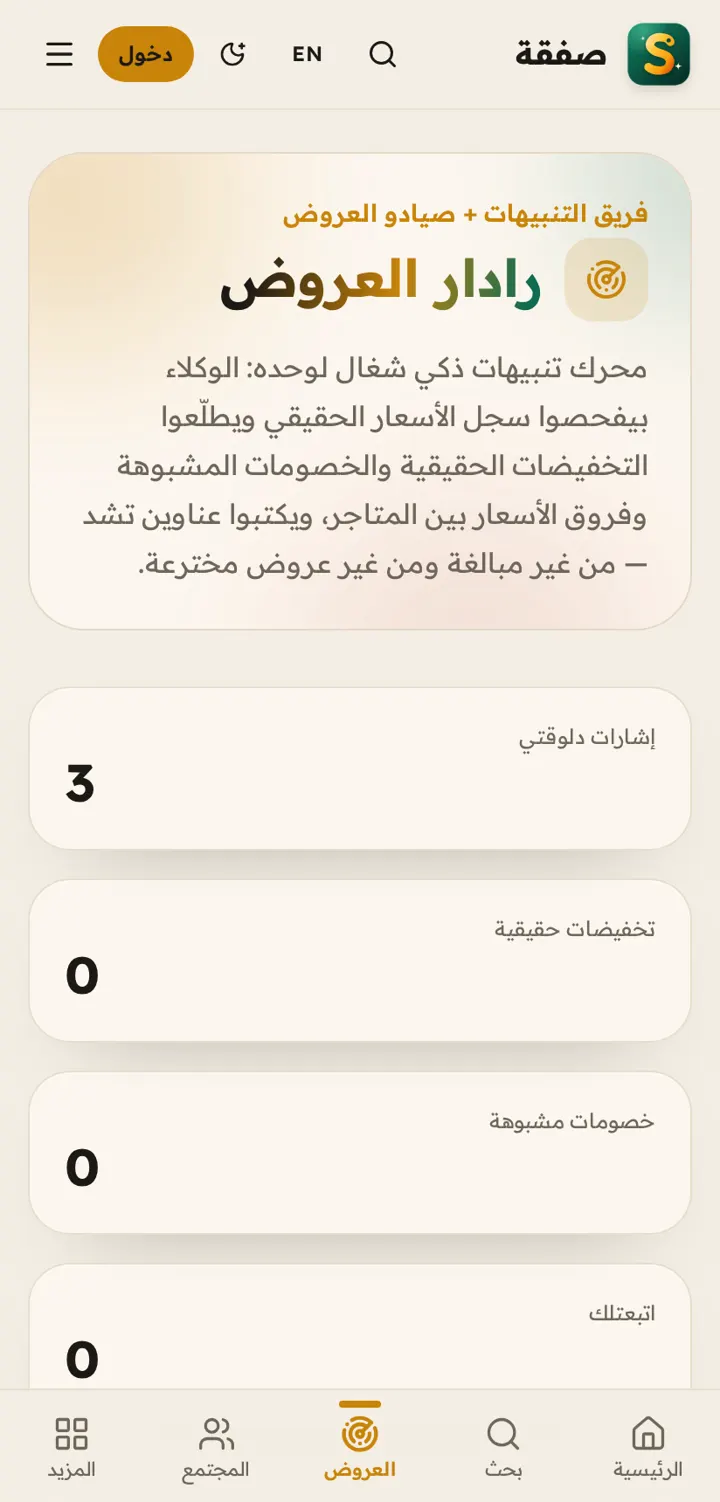 صفقة
EN
دخول
فريق التنبيهات + صيادو العروض
رادار العروض
محرك تنبيهات ذكي شغال لوحده: الوكلاء
بيفحصوا سجل الأسعار الحقيقي ويطلّعوا
التخفيضات الحقيقية والخصومات المشبوهة
وفروق الأسعار بين المتاجر، ويكتبوا عناوين تشد
— من غير مبالغة ومن غير عروض مخترعة.
إشارات دلوقتي
3
تخفيضات حقيقية
0
خصومات مشبوهة
0
اتبعتلك
0
الرئيسية
بحث
العروض
المجتمع
المزيد